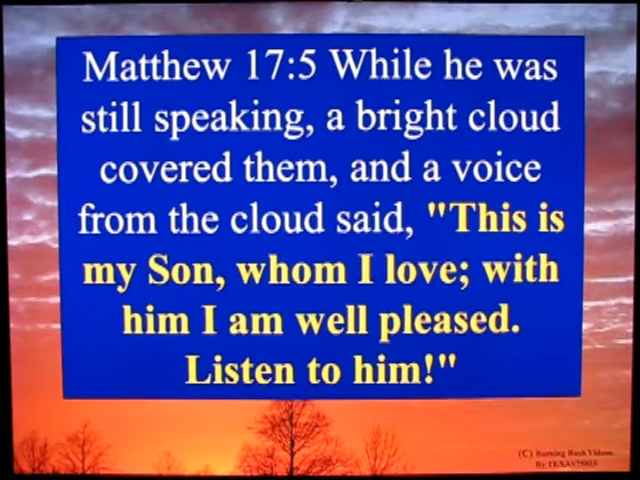 Matthew 17:5 While he was
still speaking, a bright cloud
covered them, and a voice
from the cloud said, "This is
my Son, whom I love; with
him I am well pleased.
Listen to him!"
(C) Burning Bush Videos.
By